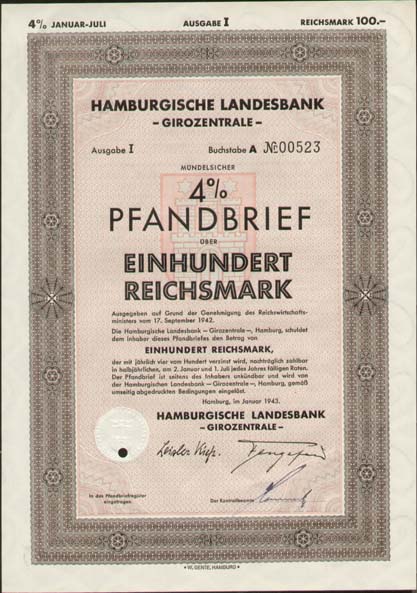 4% JANUAR-JULI AUSGABE I REICHSMARK 100.–
HAMBURGISCHE LANDESBANK
– GIROZENTRALE –
Ausgabe I Buchstabe A № 00523
MÜNDELSICHER
4%
PFANDBRIEF
ÜBER
EINHUNDERT
REICHSMARK
Ausgegeben auf Grund der Genehmigung des Reichswirtschafts-
ministers vom 17. September 1942.
Die Hamburgische Landesbank – Girozentrale –, Hamburg, schuldet
dem Inhaber dieses Pfandbriefes den Betrag von
EINHUNDERT REICHSMARK,
der mit jährlich vier vom Hundert verzinst wird, nachträglich zahlbar
in halbjährlichen, am 2. Januar und 1. Juli jedes Jahres fälligen Raten.
Der Pfandbrief ist seitens des Inhabers unkündbar und wird von
der Hamburgischen Landesbank – Girozentrale –, Hamburg, gemäß
umseitig abgedruckten Bedingungen eingelöst.
Hamburg, im Januar 1943.
HAMBURGISCHE LANDESBANK
– GIROZENTRALE –
In das Pfandbriefregister
eingetragen.
Der Kontrollbeamte
• W. GENTE, HAMBURG •